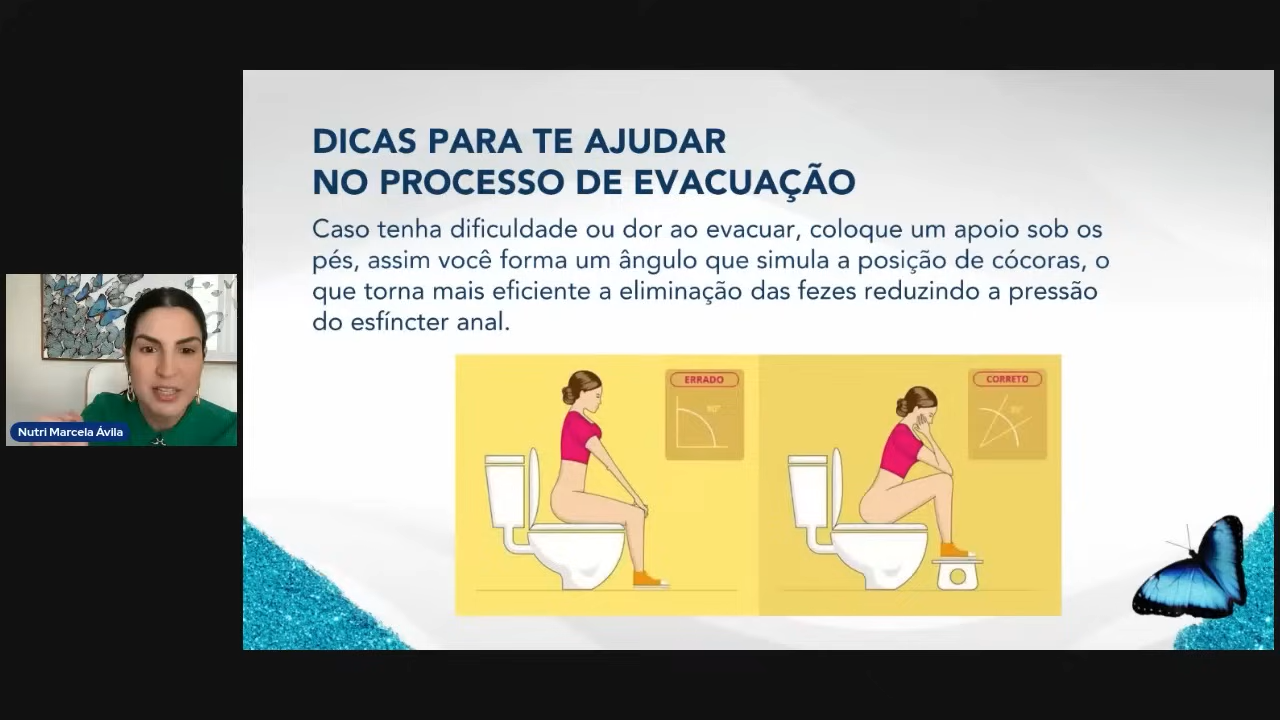 DICAS PARA TE AJUDAR
NO PROCESSO DE EVACUAÇÃO
Caso tenha dificuldade ou dor ao evacuar, coloque um apoio sob os
pés, assim você forma um ângulo que simula a posição de cócoras, o
que torna mais eficiente a eliminação das fezes reduzindo a pressão
do esfíncter anal.
ERRADO
90°
CORRETO
Nutri Marcela Ávila